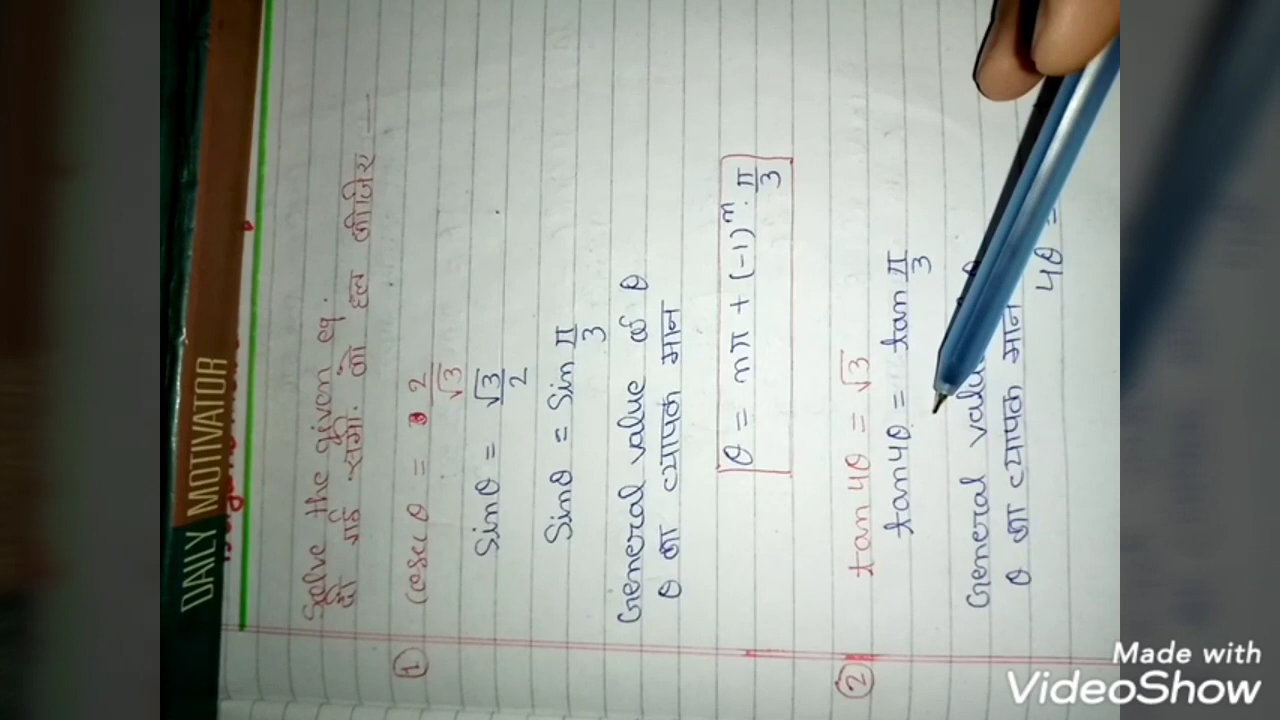 DAILY MOTIVATOR
Solve the given eq.
दी गई समी. को हल कीजिए —
① Cosec θ = 2/√3
Sinθ = √3/2
Sinθ = Sin π/3
General value of θ
θ का व्यापक मान
θ = nπ + (-1)ⁿ. π/3
② tan 4θ = √3
tan4θ = tan π/3
General
θ का व्यापक मान
4θ =
Made with
VideoShow